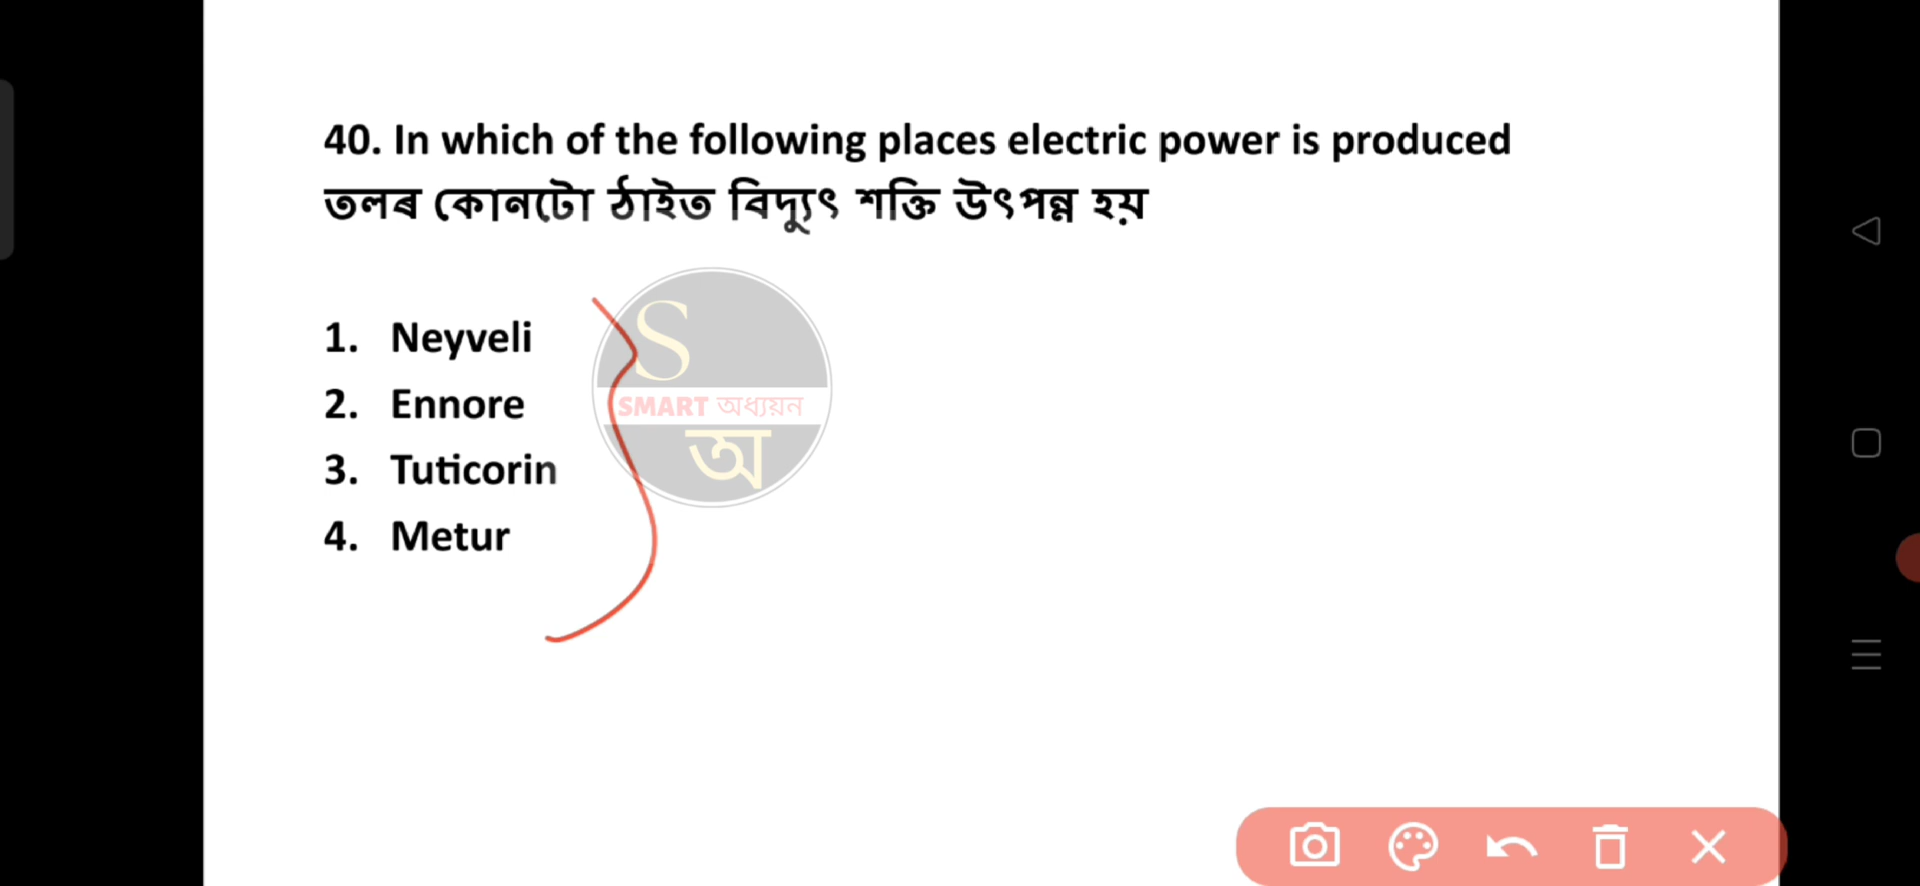 40. In which of the following places electric power is produced
তলৰ কোনটো ঠাইত বিদ্যুৎ শক্তি উৎপন্ন হয়
S
SMART অধ্যয়ন
অ
1. Neyveli
2. Ennore
3. Tuticorin
4. Metur